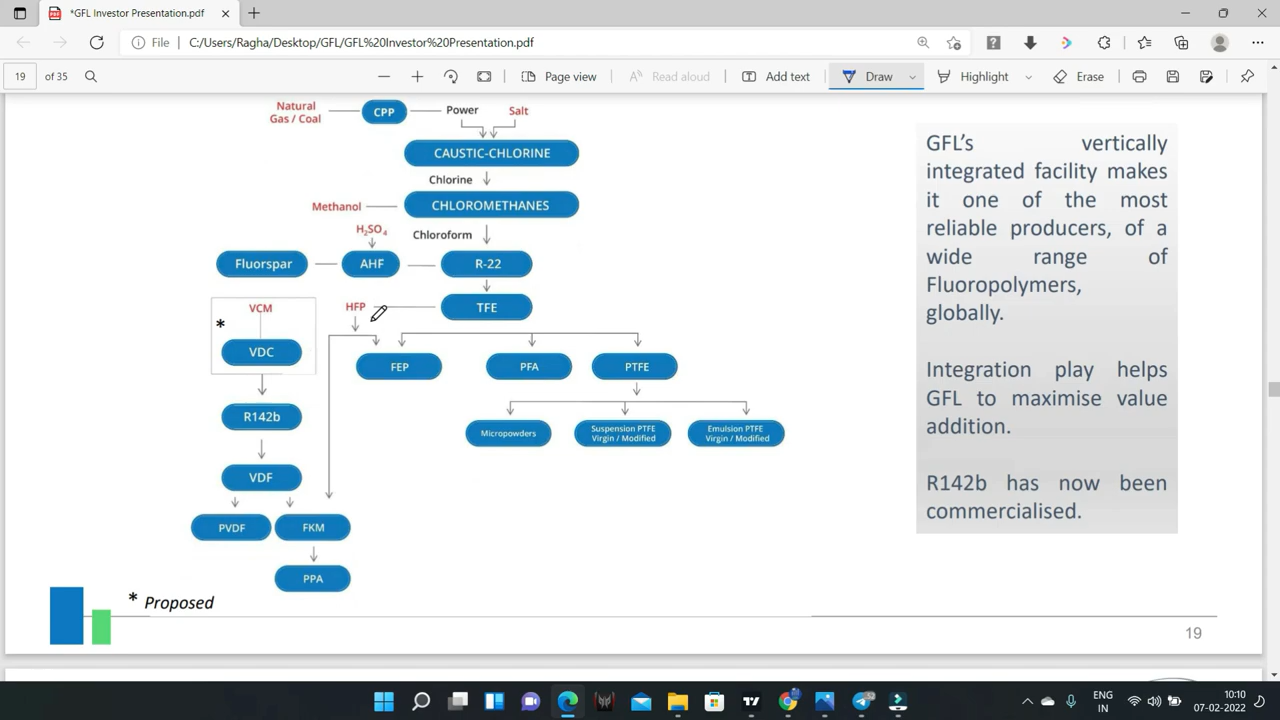 *GFL Investor Presentation.pdf
File
C:/Users/Ragha/Desktop/GFL/GFL%20Investor%20Presentation.pdf
19 of 35
Page view
Read aloud
Add text
Draw
Highlight
Erase
Natural
Gas / Coal
CPP
Power
Salt
CAUSTIC-CHLORINE
Chlorine
Methanol
CHLOROMETHANES
H₂SO₄
Chloroform
Fluorspar
AHF
R-22
VCM
HFP
TFE
*
VDC
FEP
PFA
PTFE
R142b
Micropowders
Suspension PTFE
Virgin / Modified
Emulsion PTFE
Virgin / Modified
VDF
PVDF
FKM
PPA
* Proposed
GFL's vertically
integrated facility makes
it one of the most
reliable producers, of a
wide range of
Fluoropolymers,
globally.
Integration play helps
GFL to maximise value
addition.
R142b has now been
commercialised.
19
ENG
IN
10:10
07-02-2022